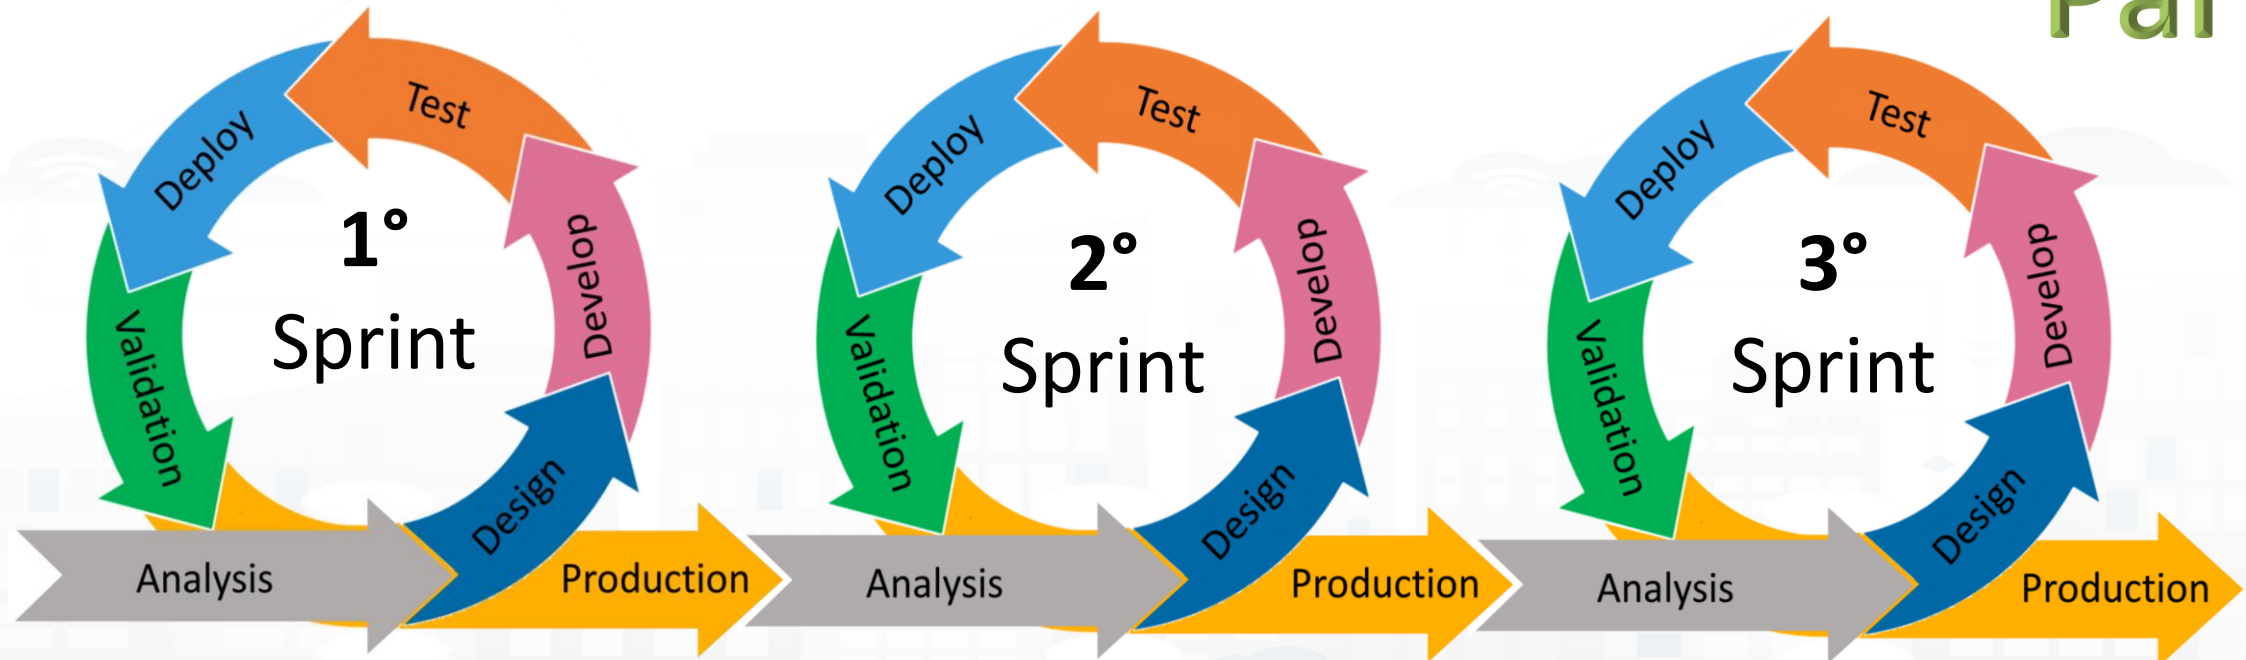 Test
Deploy
1°
Sprint
Develop
Validation
Design
Analysis
Production
Test
Deploy
2°
Sprint
Develop
Validation
Design
Analysis
Production
Test
Deploy
3°
Sprint
Develop
Validation
Design
Analysis
Production